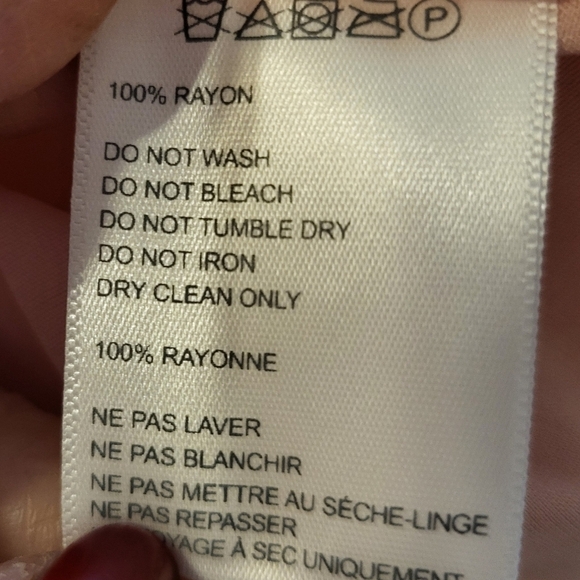 P
100% RAYON
DO NOT WASH
DO NOT BLEACH
DO NOT TUMBLE DRY
DO NOT IRON
DRY CLEAN ONLY
100% RAYONNE
NE PAS LAVER
NE PAS BLANCHIR
NE PAS METTRE AU SÉCHE-LINGE
NE PAS REPASSER
À SEC UNIQUEMENT